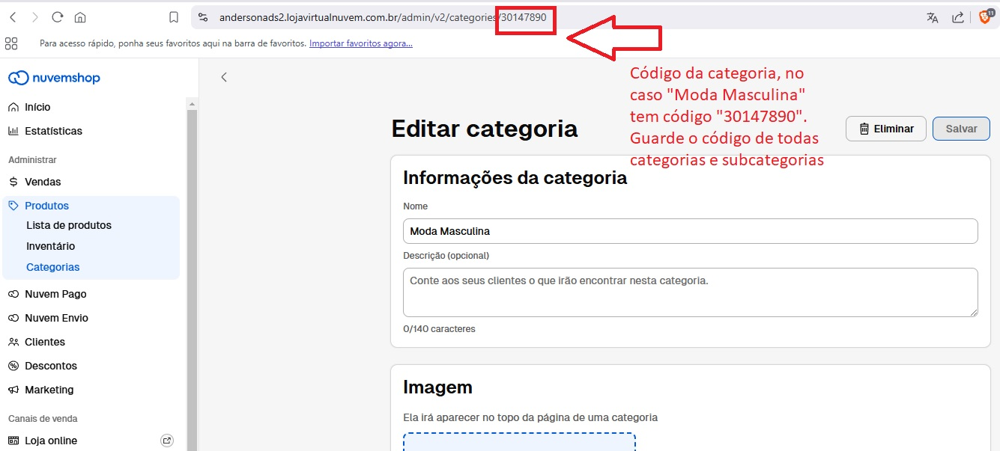 andersonads2.lojavirtualnuvem.com.br/admin/v2/categories/30147890
11
Para acesso rápido, ponha seus favoritos aqui na barra de favoritos. Importar favoritos agora...
nuvemshop
Início
Estatísticas
Administrar
Vendas
Produtos
Lista de produtos
Inventário
Categorias
Nuvem Pago
Nuvem Envio
Clientes
Descontos
Marketing
Canais de venda
Loja online
Código da categoria, no
caso "Moda Masculina"
tem código "30147890".
Guarde o código de todas
categorias e subcategorias
Editar categoria
Eliminar
Salvar
Informações da categoria
Nome
Moda Masculina
Descrição (opcional)
Conte aos seus clientes o que irão encontrar nesta categoria.
0/140 caracteres
Imagem
Ela irá aparecer no topo da página de uma categoria